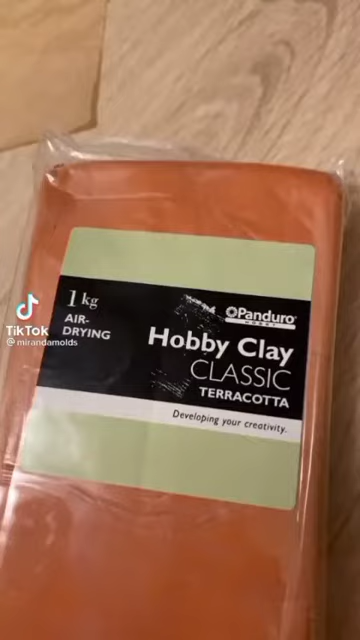 Panduro
HOBBY
1 kg
AIR-
DRYING
Hobby Clay
CLASSIC
TERRACOTTA
Developing your creativity.
TikTok
@mirandamolds